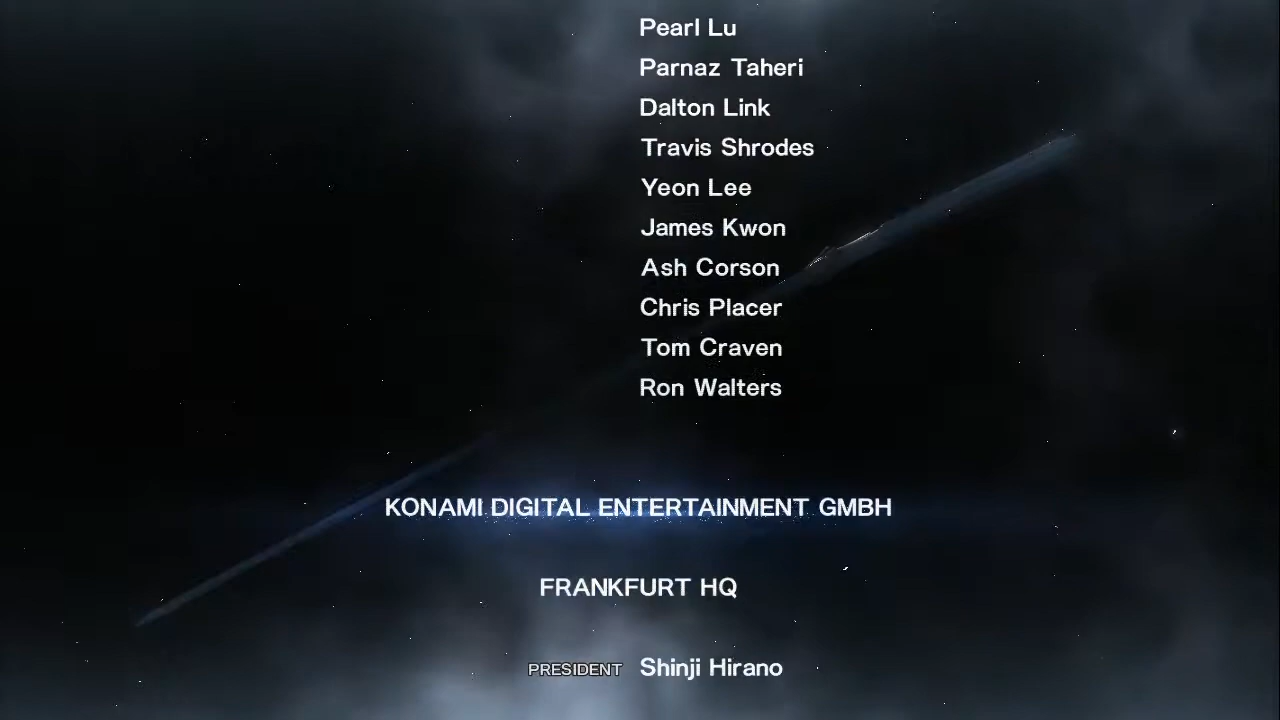 Pearl Lu
Parnaz Taheri
Dalton Link
Travis Shrodes
Yeon Lee
James Kwon
Ash Corson
Chris Placer
Tom Craven
Ron Walters
KONAMI DIGITAL ENTERTAINMENT GMBH
FRANKFURT HQ
PRESIDENT Shinji Hirano